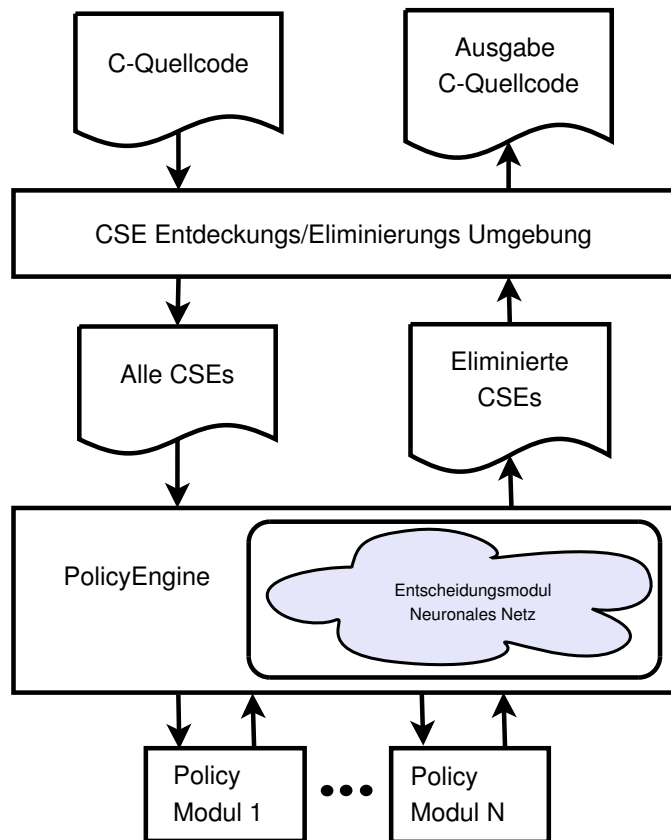 C-Quellcode
Ausgabe
C-Quellcode
CSE Entdeckungs/Eliminierungs Umgebung
Alle CSEs
Eliminierte
CSEs
PolicyEngine
Entscheidungsmodul
Neuronales Netz
Policy
Modul 1
Policy
Modul N